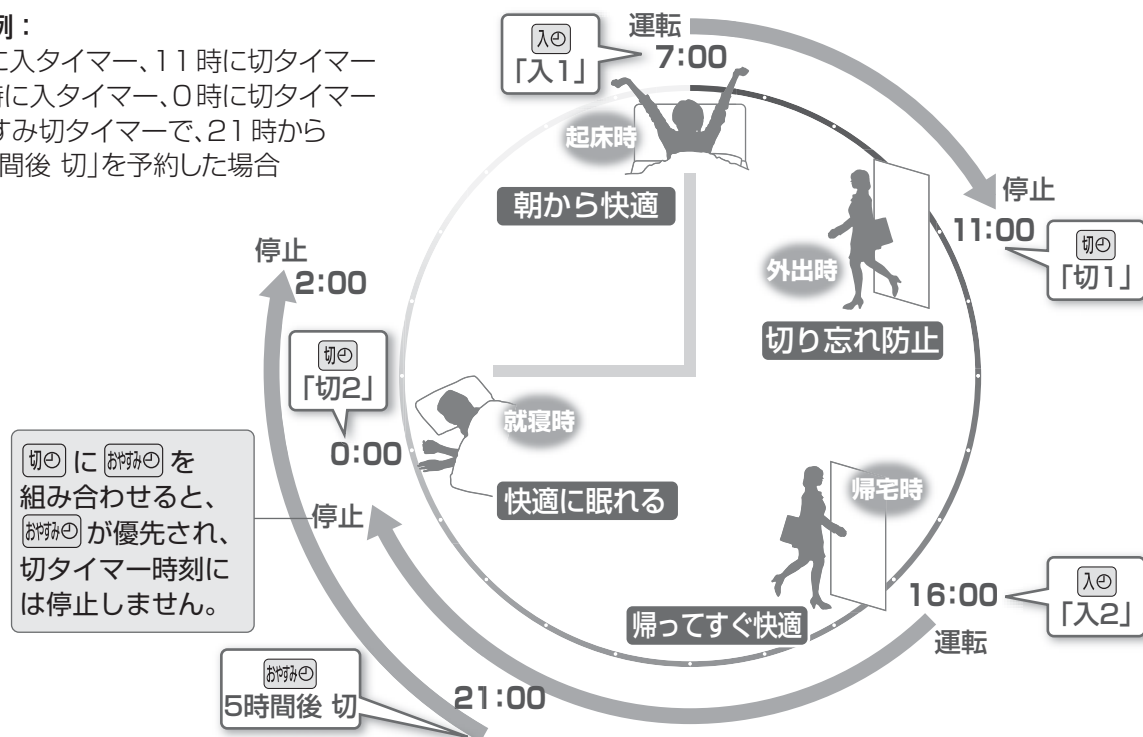 例：
に入タイマー、11時に切タイマー
時に入タイマー、0時に切タイマー
すみ切タイマーで、21時から
間後 切」を予約した場合
入
「入1」
運転
7:00
起床時
朝から快適
停止
11:00
切
「切1」
外出時
切り忘れ防止
停止
2:00
切
「切2」
0:00
就寝時
快適に眠れる
切 に おやすみ を
組み合わせると、
おやすみ が優先され、
切タイマー時刻に
は停止しません。
停止
帰宅時
帰ってすぐ快適
16:00
運転
入
「入2」
おやすみ
5時間後 切
21:00